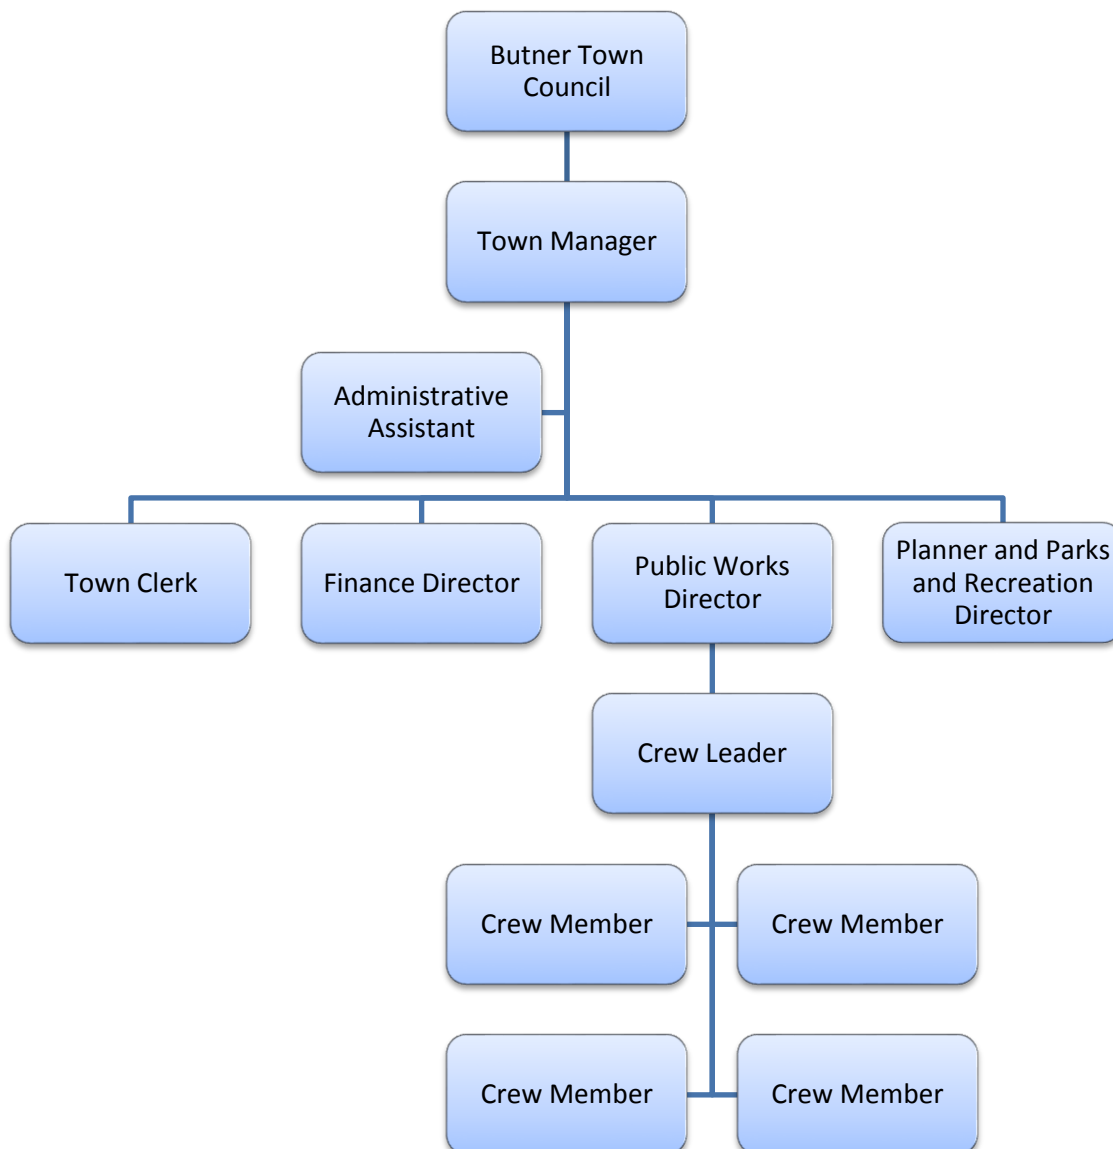 Butner Town
Council
Town Manager
Administrative
Assistant
Town Clerk
Finance Director
Public Works
Director
Planner and Parks
and Recreation
Director
Crew Leader
Crew Member
Crew Member
Crew Member
Crew Member